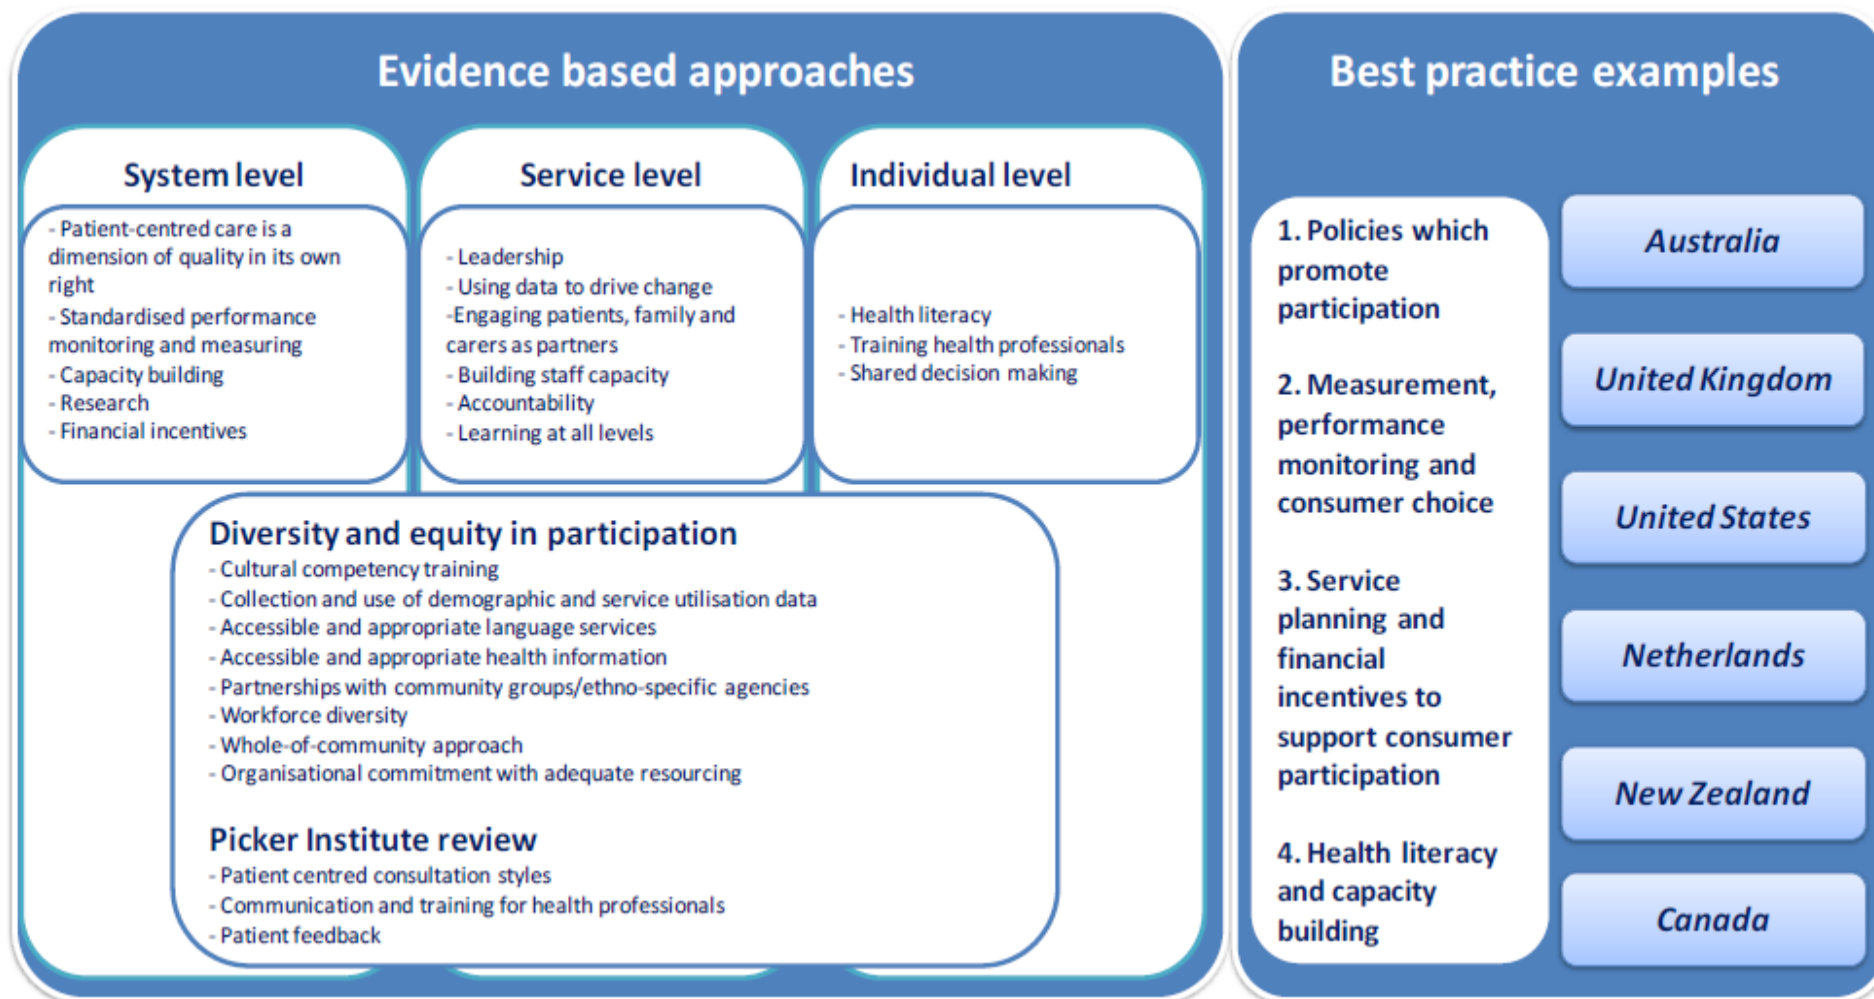 Evidence based approaches
System level
- Patient-centred care is a
dimension of quality in its own
right
- Standardised performance
monitoring and measuring
- Capacity building
- Research
- Financial incentives
Service level
- Leadership
- Using data to drive change
-Engaging patients, family and
carers as partners
- Building staff capacity
- Accountability
- Learning at all levels
Individual level
- Health literacy
- Training health professionals
- Shared decision making
Diversity and equity in participation
- Cultural competency training
- Collection and use of demographic and service utilisation data
- Accessible and appropriate language services
- Accessible and appropriate health information
- Partnerships with community groups/ethno-specific agencies
- Workforce diversity
- Whole-of-community approach
- Organisational commitment with adequate resourcing
Picker Institute review
- Patient centred consultation styles
- Communication and training for health professionals
- Patient feedback
Best practice examples
1. Policies which
promote
participation
2. Measurement,
performance
monitoring and
consumer choice
3. Service
planning and
financial
incentives to
support consumer
participation
4. Health literacy
and capacity
building
Australia
United Kingdom
United States
Netherlands
New Zealand
Canada